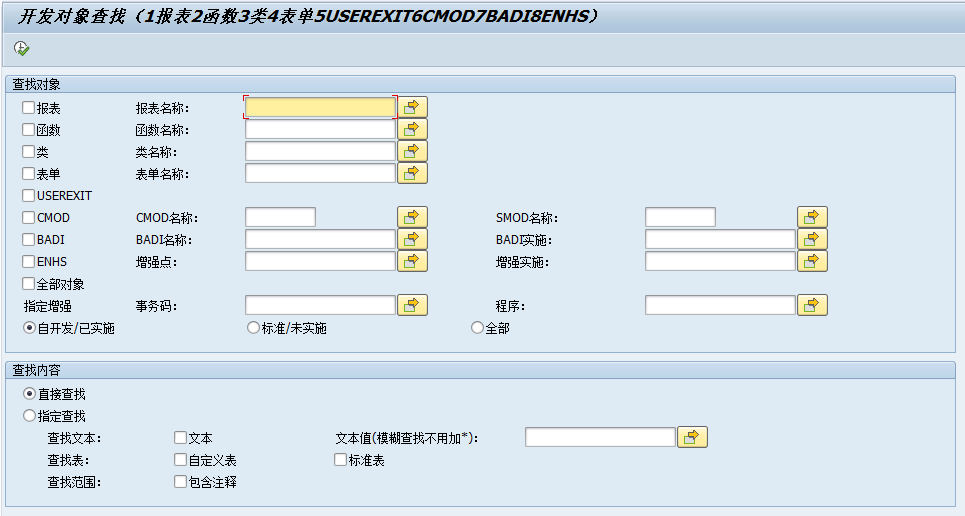 开发对象查找（1报表2函数3类4表单5USEREXIT6CMOD7BADI8ENHS）
查找对象
报表 报表名称:
函数 函数名称:
类 类名称:
表单 表单名称:
USEREXIT
CMOD CMOD名称: SMOD名称:
BADI BADI名称: BADI实施:
ENHS 增强点: 增强实施:
全部对象
指定增强 事务码: 程序:
自开发/已实施 标准/未实施 全部
查找内容
直接查找
指定查找
查找文本: 文本 文本值(模糊查找不用加*):
查找表: 自定义表 标准表
查找范围: 包含注释